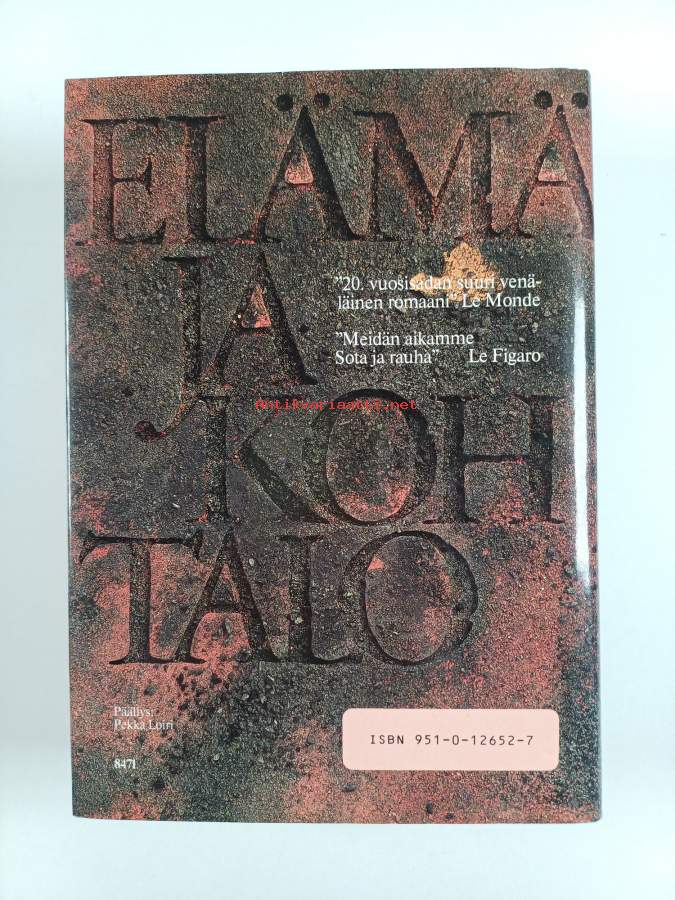 ELÄMÄ
JA
KOH
TALO
”20. vuosisadan suuri venä-
läinen romaani” Le Monde
”Meidän aikamme
Sota ja rauha” Le Figaro
Antikvariaatti.net
Päällys:
Pekka Loiri
8471
ISBN 951-0-12652-7